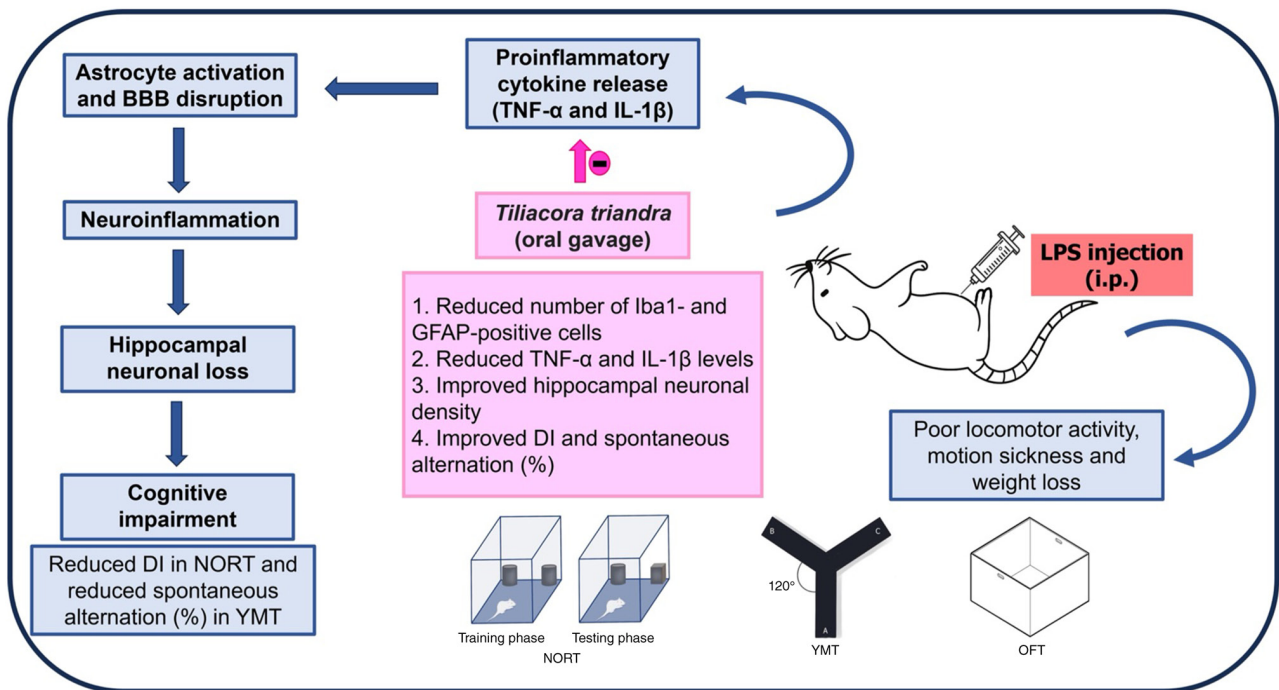 Astrocyte activation
and BBB disruption
Neuroinflammation
Hippocampal
neuronal loss
Cognitive
impairment
Reduced DI in NORT and
reduced spontaneous
alternation (%) in YMT
Proinflammatory
cytokine release
(TNF-α and IL-1β)
Tiliacora triandra
(oral gavage)
1. Reduced number of Iba1- and
GFAP-positive cells
2. Reduced TNF-α and IL-1β levels
3. Improved hippocampal neuronal
density
4. Improved DI and spontaneous
alternation (%)
LPS injection
(i.p.)
Poor locomotor activity,
motion sickness and
weight loss
Training phase
Testing phase
NORT
B
C
120°
A
YMT
OFT